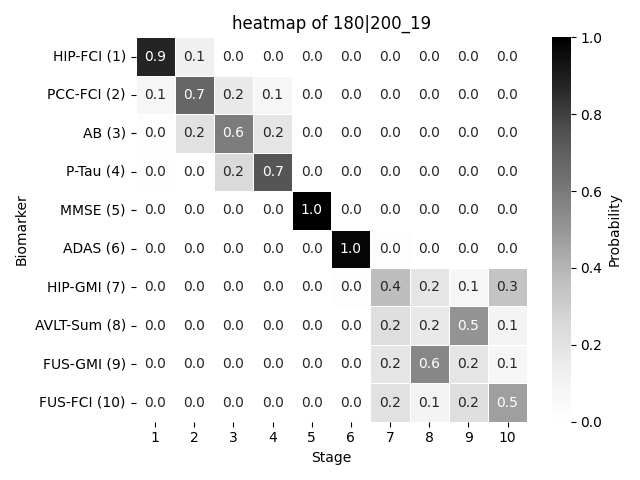 heatmap of 180|200_19
HIP-FCI (1) 0.9 0.1 0.0 0.0 0.0 0.0 0.0 0.0 0.0 0.0
PCC-FCI (2) 0.1 0.7 0.2 0.1 0.0 0.0 0.0 0.0 0.0 0.0
AB (3) 0.0 0.2 0.6 0.2 0.0 0.0 0.0 0.0 0.0 0.0
P-Tau (4) 0.0 0.0 0.2 0.7 0.0 0.0 0.0 0.0 0.0 0.0
MMSE (5) 0.0 0.0 0.0 0.0 1.0 0.0 0.0 0.0 0.0 0.0
ADAS (6) 0.0 0.0 0.0 0.0 0.0 1.0 0.0 0.0 0.0 0.0
HIP-GMI (7) 0.0 0.0 0.0 0.0 0.0 0.0 0.4 0.2 0.1 0.3
AVLT-Sum (8) 0.0 0.0 0.0 0.0 0.0 0.0 0.2 0.2 0.5 0.1
FUS-GMI (9) 0.0 0.0 0.0 0.0 0.0 0.0 0.2 0.6 0.2 0.1
FUS-FCI (10) 0.0 0.0 0.0 0.0 0.0 0.0 0.2 0.1 0.2 0.5
1 2 3 4 5 6 7 8 9 10
Stage
Biomarker
1.0
0.8
0.6
0.4
0.2
0.0
Probability